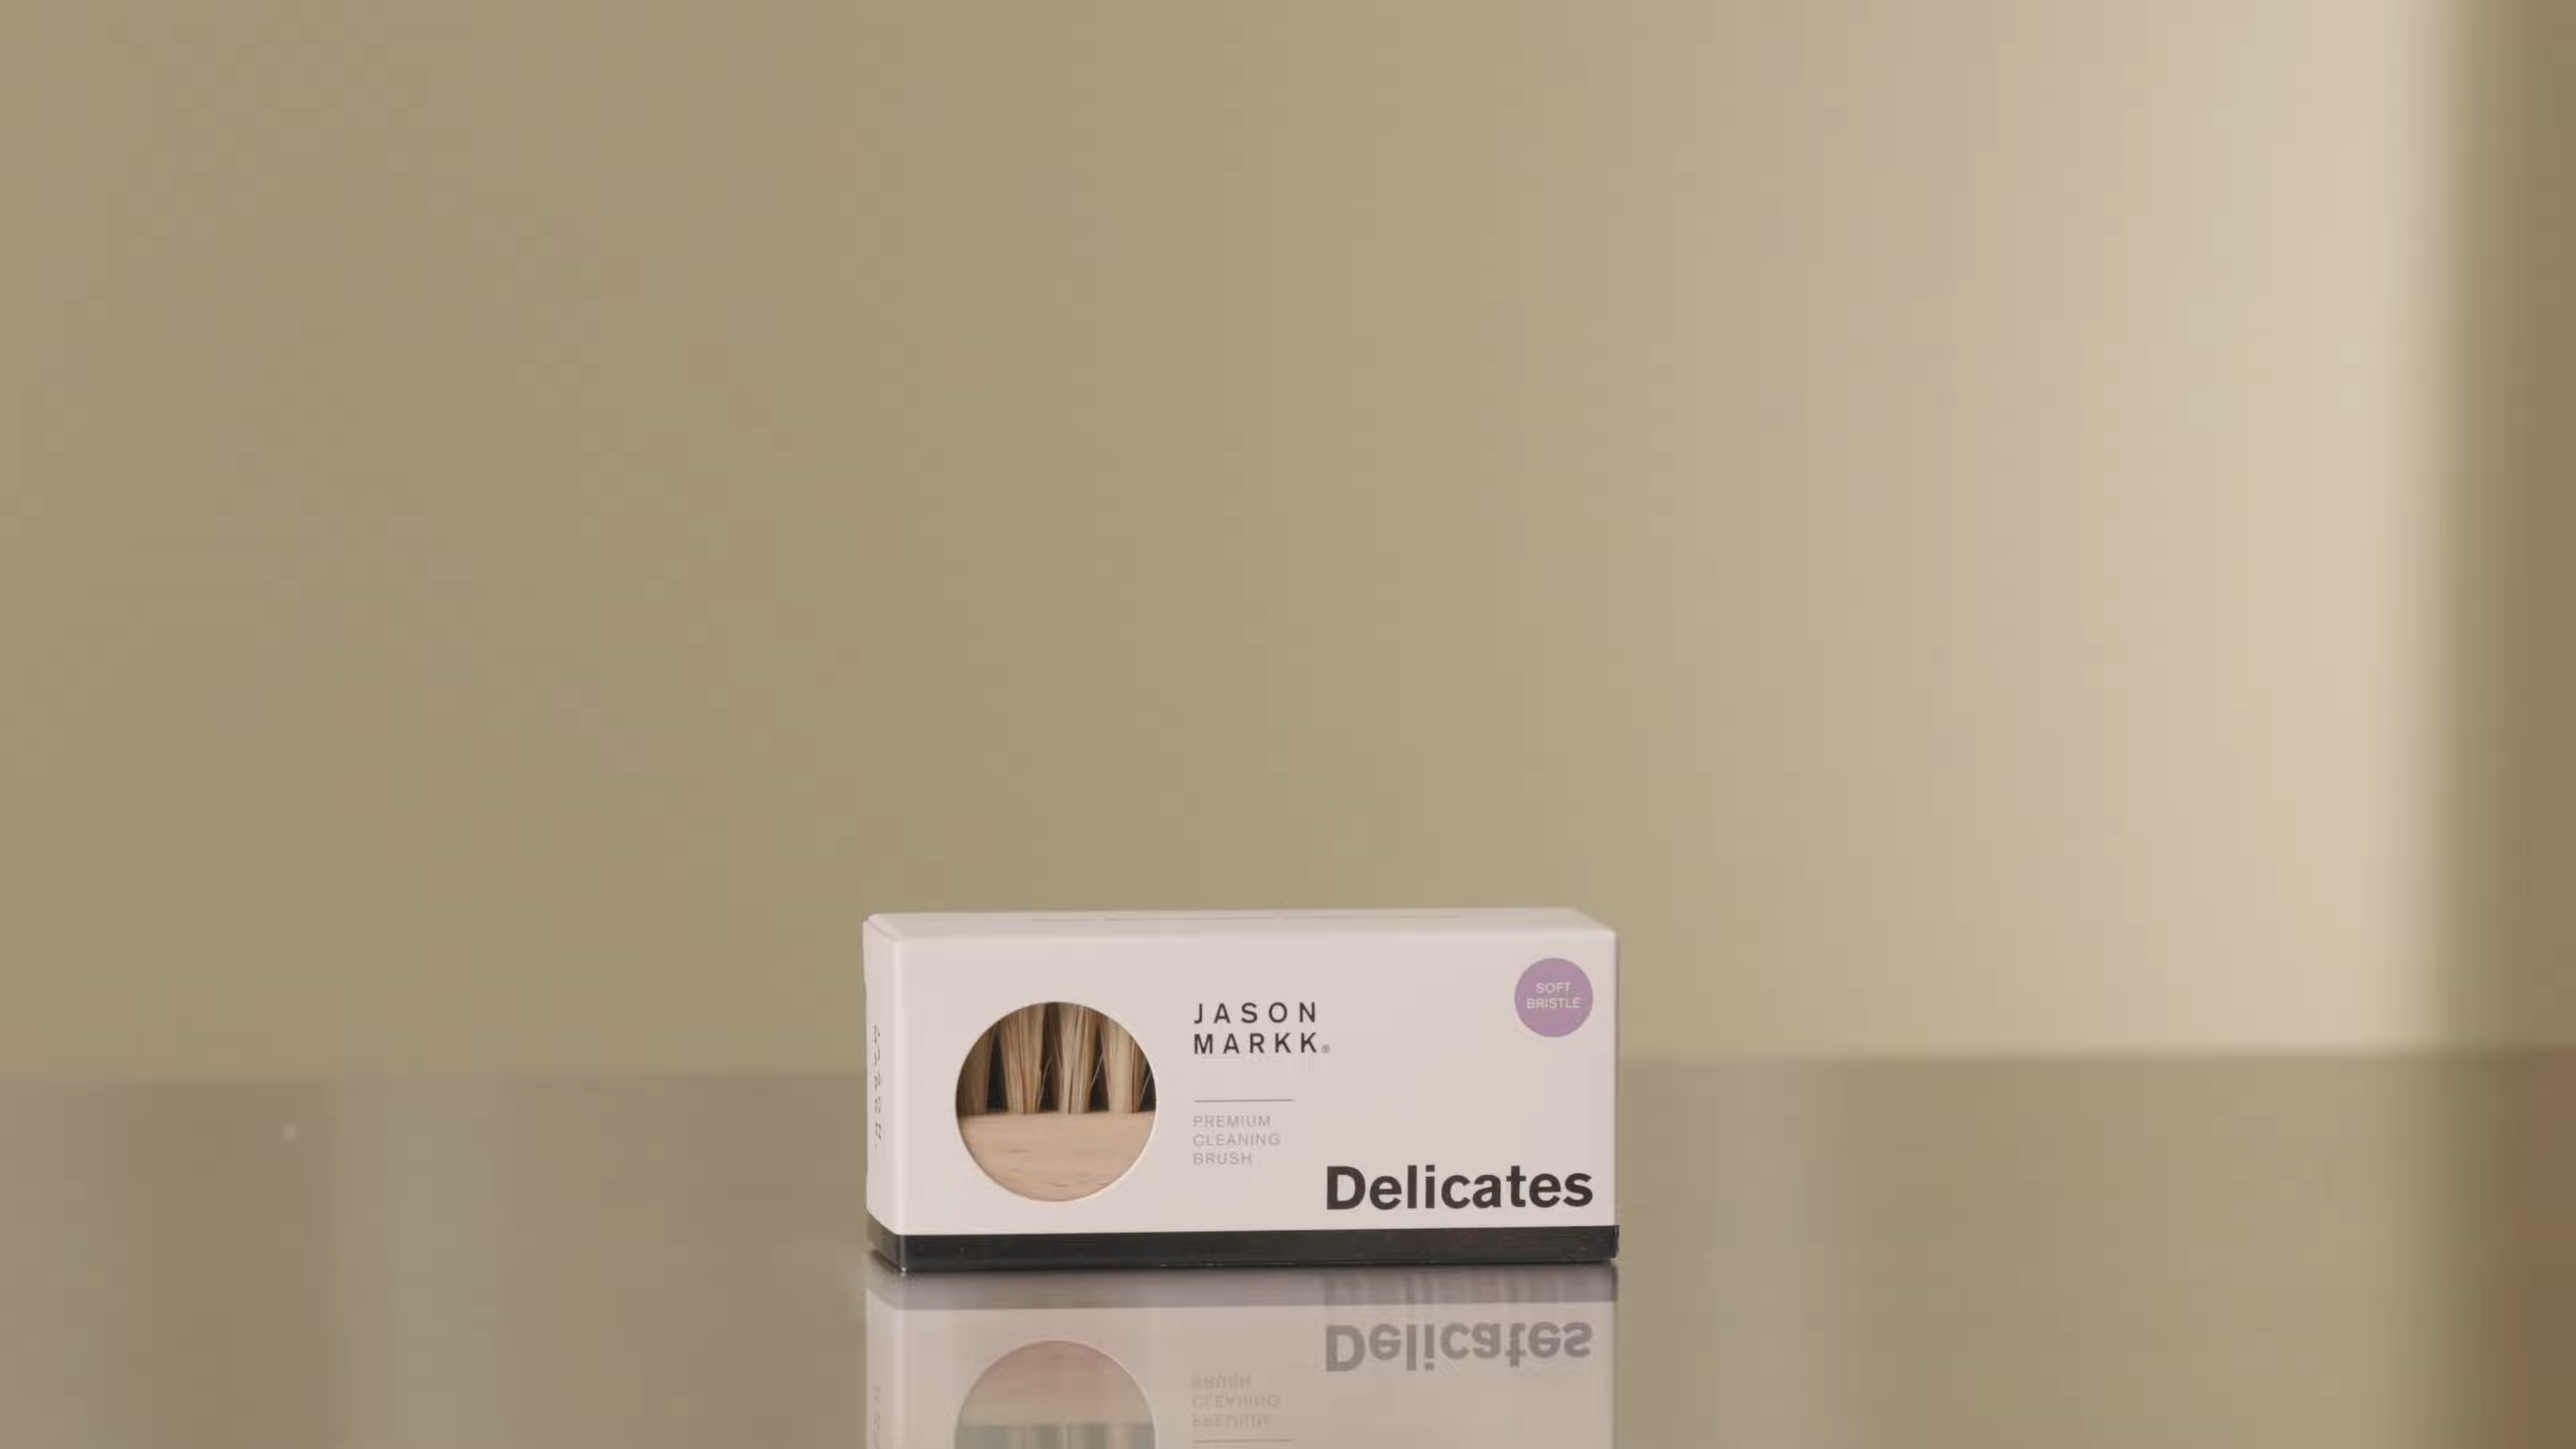 JASON
MARKK®
PREMIUM
CLEANING
BRUSH
SOFT
BRISTLE
Delicates